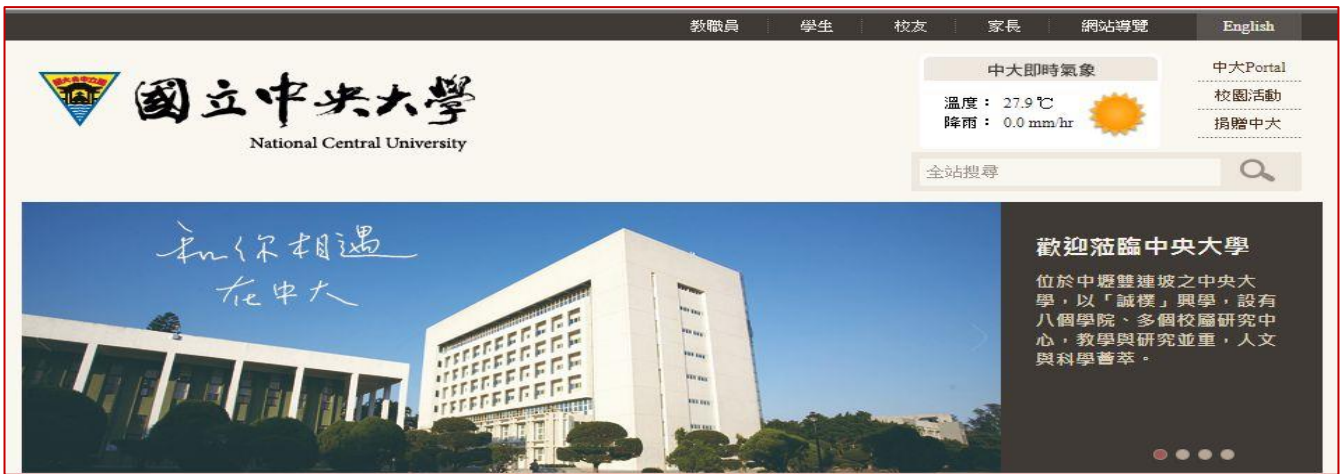 教職員 學生 校友 家長 網站導覽 English
國立中央大學
National Central University
中大即時氣象
溫度： 27.9℃
降雨： 0.0 mm/hr
中大Portal
校園活動
捐贈中大
全站搜尋
和你相遇
在中大
歡迎蒞臨中央大學
位於中壢雙連坡之中央大
學，以「誠樸」興學，設有
八個學院、多個校屬研究中
心，教學與研究並重，人文
與科學薈萃。